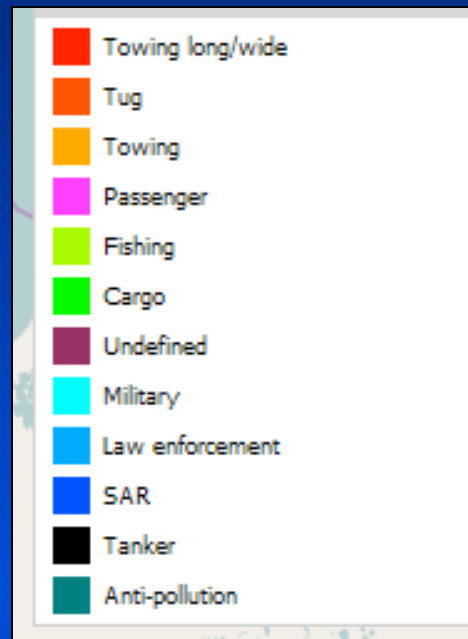 Towing long/wide
Tug
Towing
Passenger
Fishing
Cargo
Undefined
Military
Law enforcement
SAR
Tanker
Anti-pollution